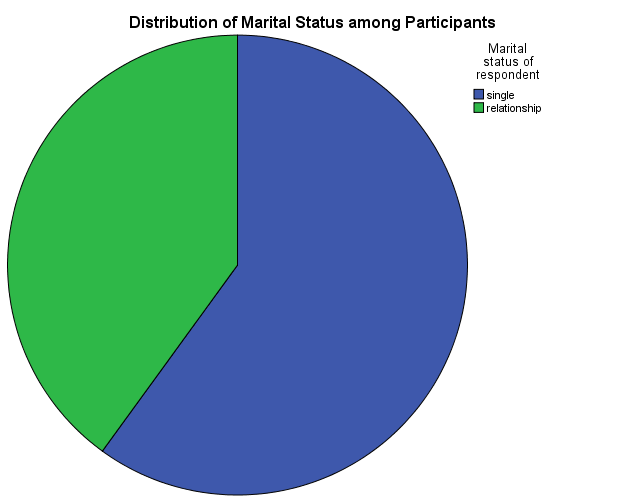 Distribution of Marital Status among Participants
Marital
status of
respondent
single
relationship